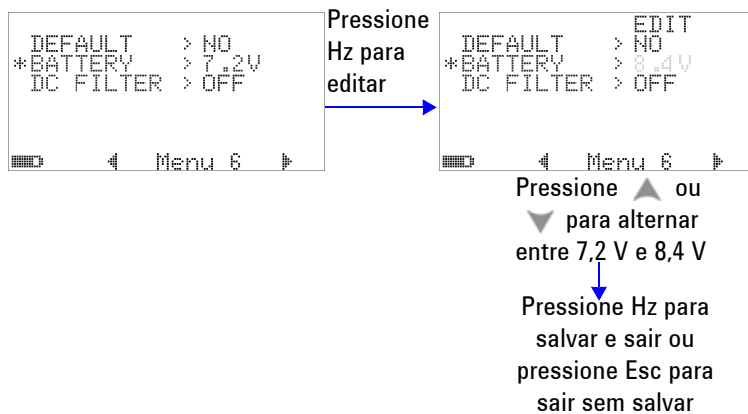 DEFAULT > NO
*BATTERY > 7.2V
DC FILTER > OFF
Menu 6
Pressione
Hz para
editar
EDIT
DEFAULT > NO
*BATTERY > 8.4V
DC FILTER > OFF
Menu 6
Pressione ou
para alternar
entre 7,2 V e 8,4 V
Pressione Hz para
salvar e sair ou
pressione Esc para
sair sem salvar